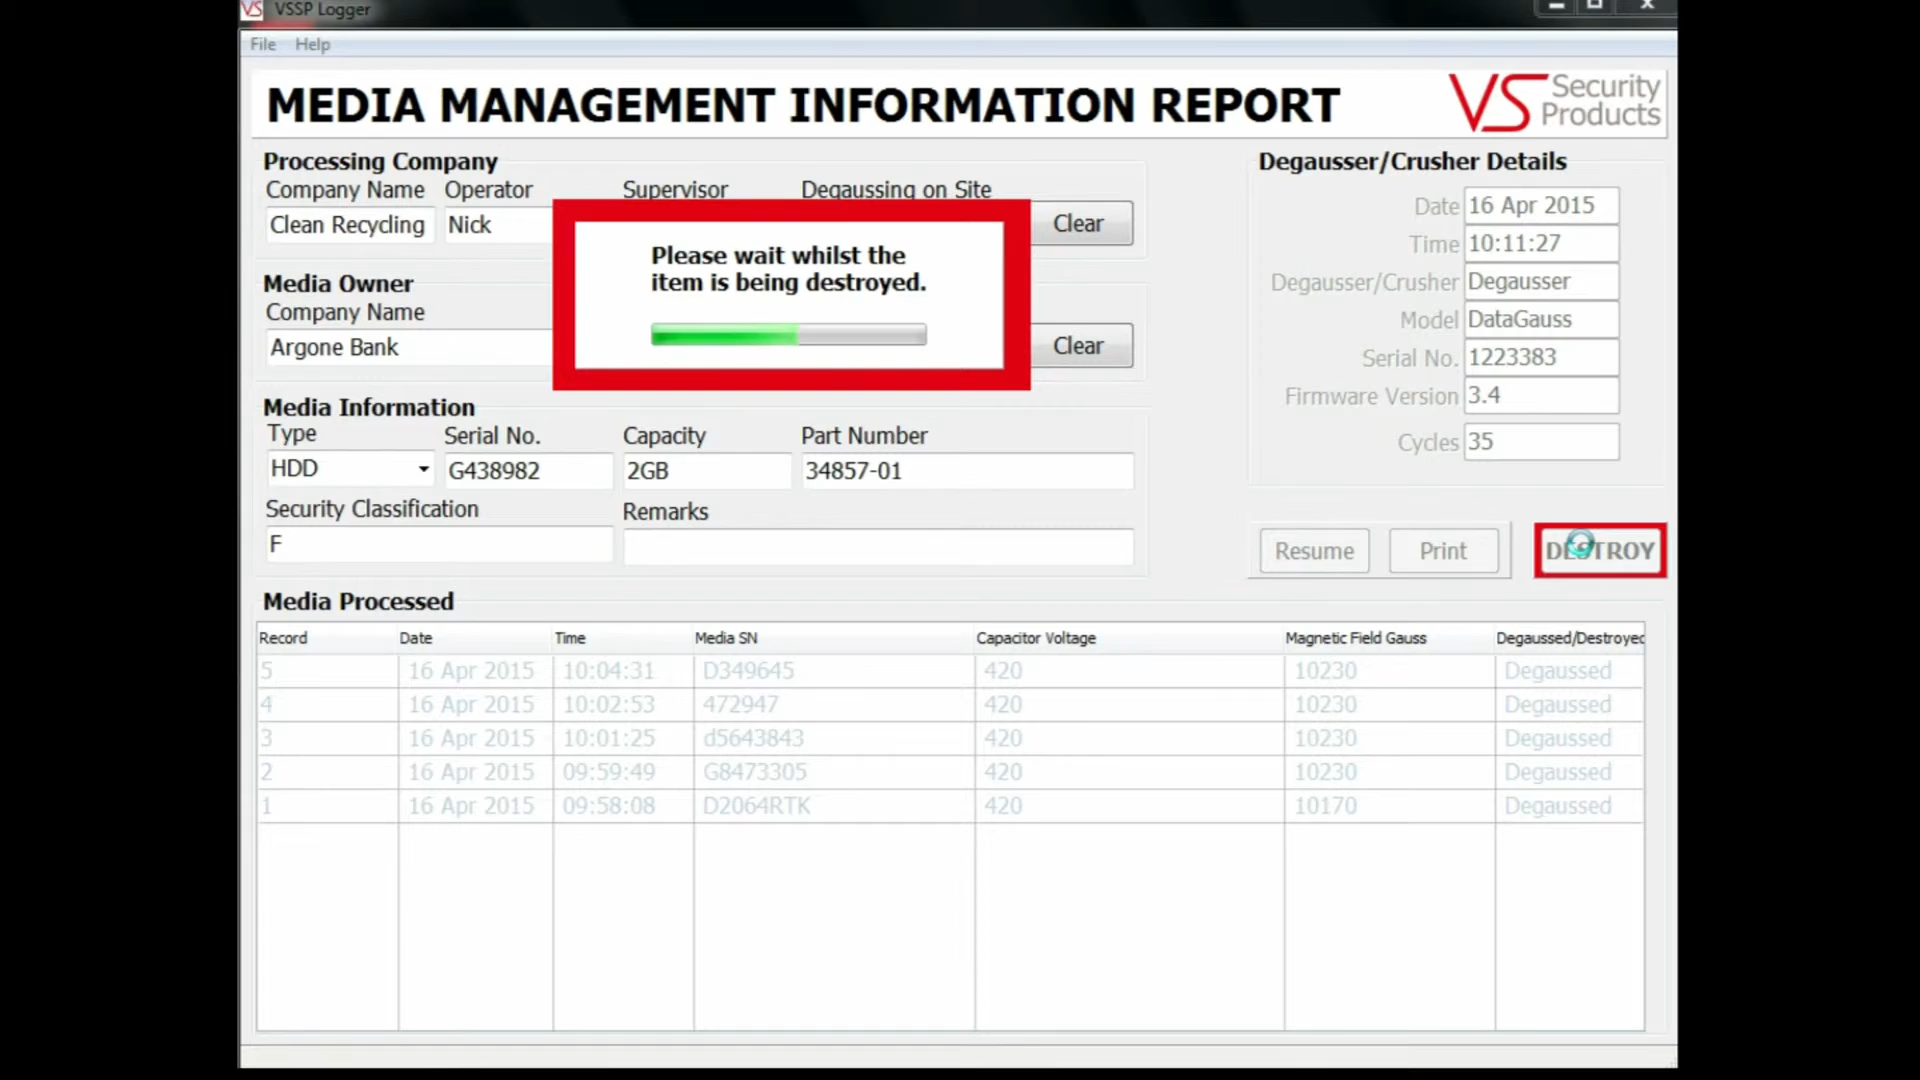 VSSP Logger
File Help
MEDIA MANAGEMENT INFORMATION REPORT
VS Security Products
Processing Company
Company Name Operator Supervisor Degaussing on Site
Clean Recycling Nick Clear
Please wait whilst the
item is being destroyed.
Media Owner
Company Name
Argone Bank Clear
Media Information
Type Serial No. Capacity Part Number
HDD G438982 2GB 34857-01
Security Classification Remarks
F
Degausser/Crusher Details
Date 16 Apr 2015
Time 10:11:27
Degausser/Crusher Degausser
Model DataGauss
Serial No. 1223383
Firmware Version 3.4
Cycles 35
Resume Print DESTROY
Media Processed
Record Date Time Media SN Capacitor Voltage Magnetic Field Gauss Degaussed/Destroyed
5 16 Apr 2015 10:04:31 D349645 420 10230 Degaussed
4 16 Apr 2015 10:02:53 472947 420 10230 Degaussed
3 16 Apr 2015 10:01:25 d5643843 420 10230 Degaussed
2 16 Apr 2015 09:59:49 G8473305 420 10230 Degaussed
1 16 Apr 2015 09:58:08 D2064RTK 420 10170 Degaussed